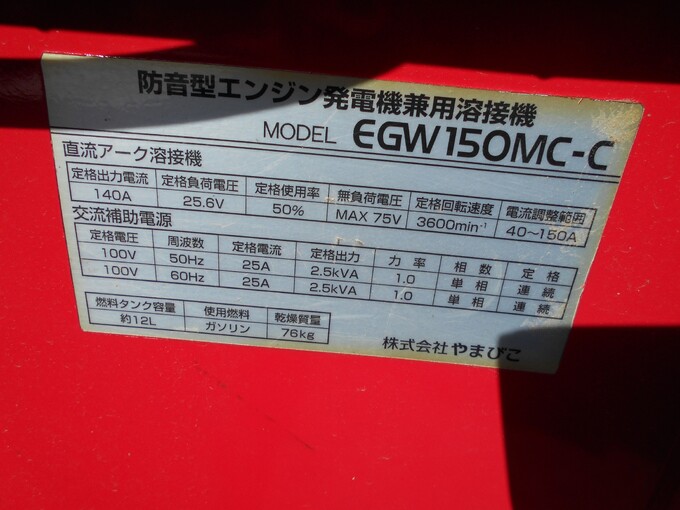 防音型エンジン発電機兼用溶接機
MODEL EGW150MC-C
直流アーク溶接機
定格出力電流 定格負荷電圧 定格使用率 無負荷電圧 定格回転速度 電流調整範囲
140A 25.6V 50% MAX 75V 3600min⁻¹ 40～150A
交流補助電源
定格電圧 周波数 定格電流 定格出力 力率 相数 定格
100V 50Hz 25A 2.5kVA 1.0 単相 連続
100V 60Hz 25A 2.5kVA 1.0 単相 連続
燃料タンク容量 使用燃料 乾燥質量
約12L ガソリン 76kg
株式会社 やまびこ